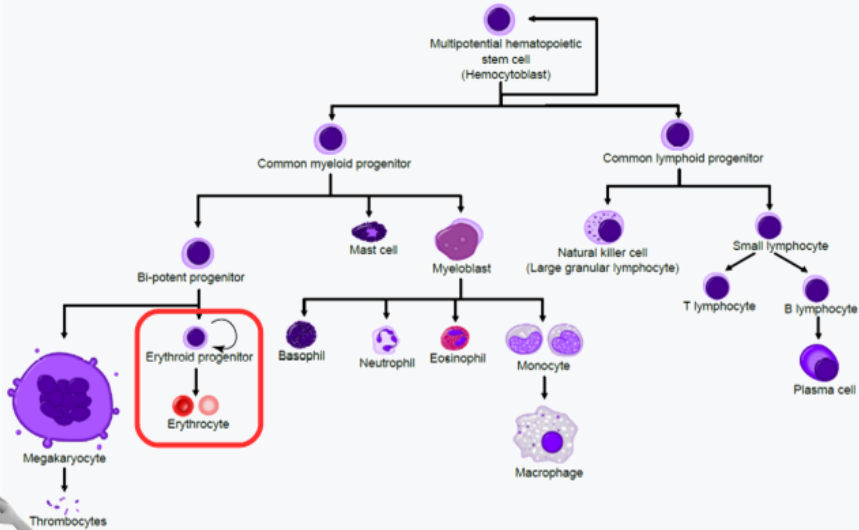 Multipotential hematopoietic
stem cell
(Hemocytoblast)
Common myeloid progenitor
Common lymphoid progenitor
Mast cell
Myeloblast
Natural killer cell
(Large granular lymphocyte)
Small lymphocyte
Bi-potent progenitor
T lymphocyte
B lymphocyte
Erythroid progenitor
Basophil
Neutrophil
Eosinophil
Monocyte
Plasma cell
Erythrocyte
Megakaryocyte
Macrophage
Thrombocytes